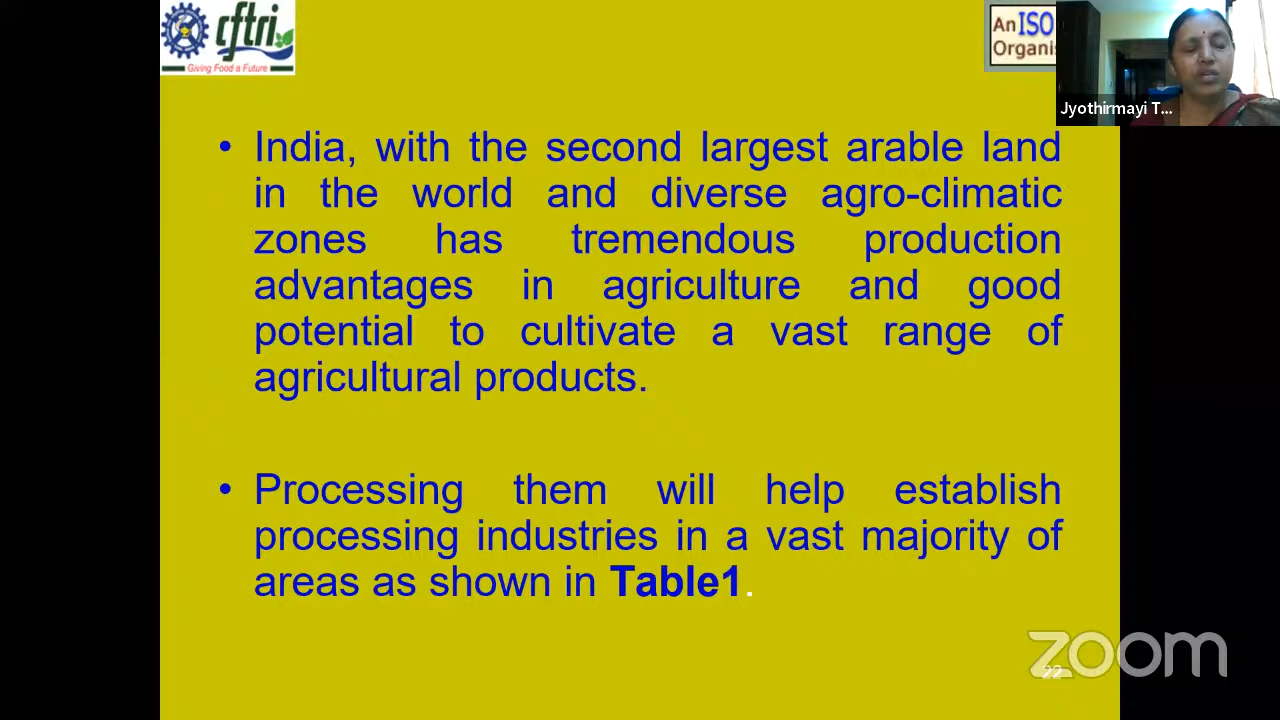 cftri
Giving Food a Future
An ISO
Organis
Jyothirmayi T...
• India, with the second largest arable land
in the world and diverse agro-climatic
zones has tremendous production
advantages in agriculture and good
potential to cultivate a vast range of
agricultural products.
• Processing them will help establish
processing industries in a vast majority of
areas as shown in Table1.
zoom
22